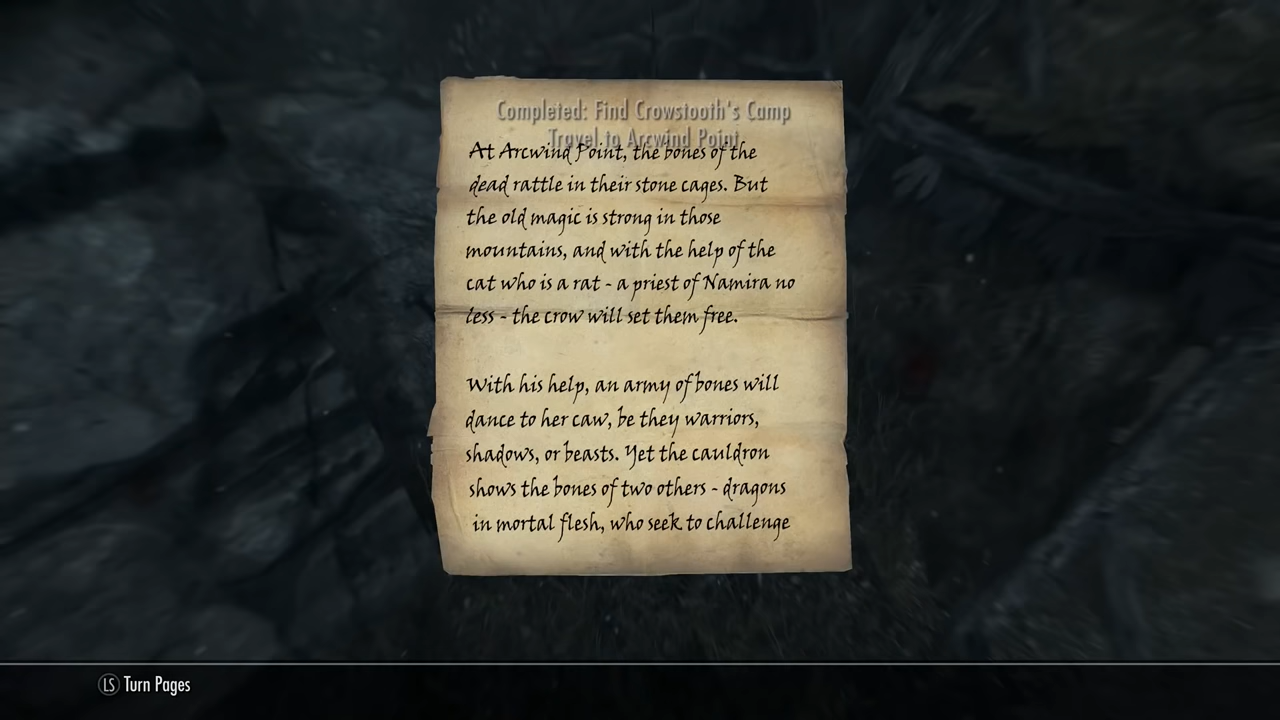 Completed: Find Crowstooth's Camp
Travel to Arcwind Point
At Arcwind Point, the bones of the
dead rattle in their stone cages. But
the old magic is strong in those
mountains, and with the help of the
cat who is a rat - a priest of Namira no
less - the crow will set them free.
With his help, an army of bones will
dance to her caw, be they warriors,
shadows, or beasts. Yet the cauldron
shows the bones of two others - dragons
in mortal flesh, who seek to challenge
LS Turn Pages